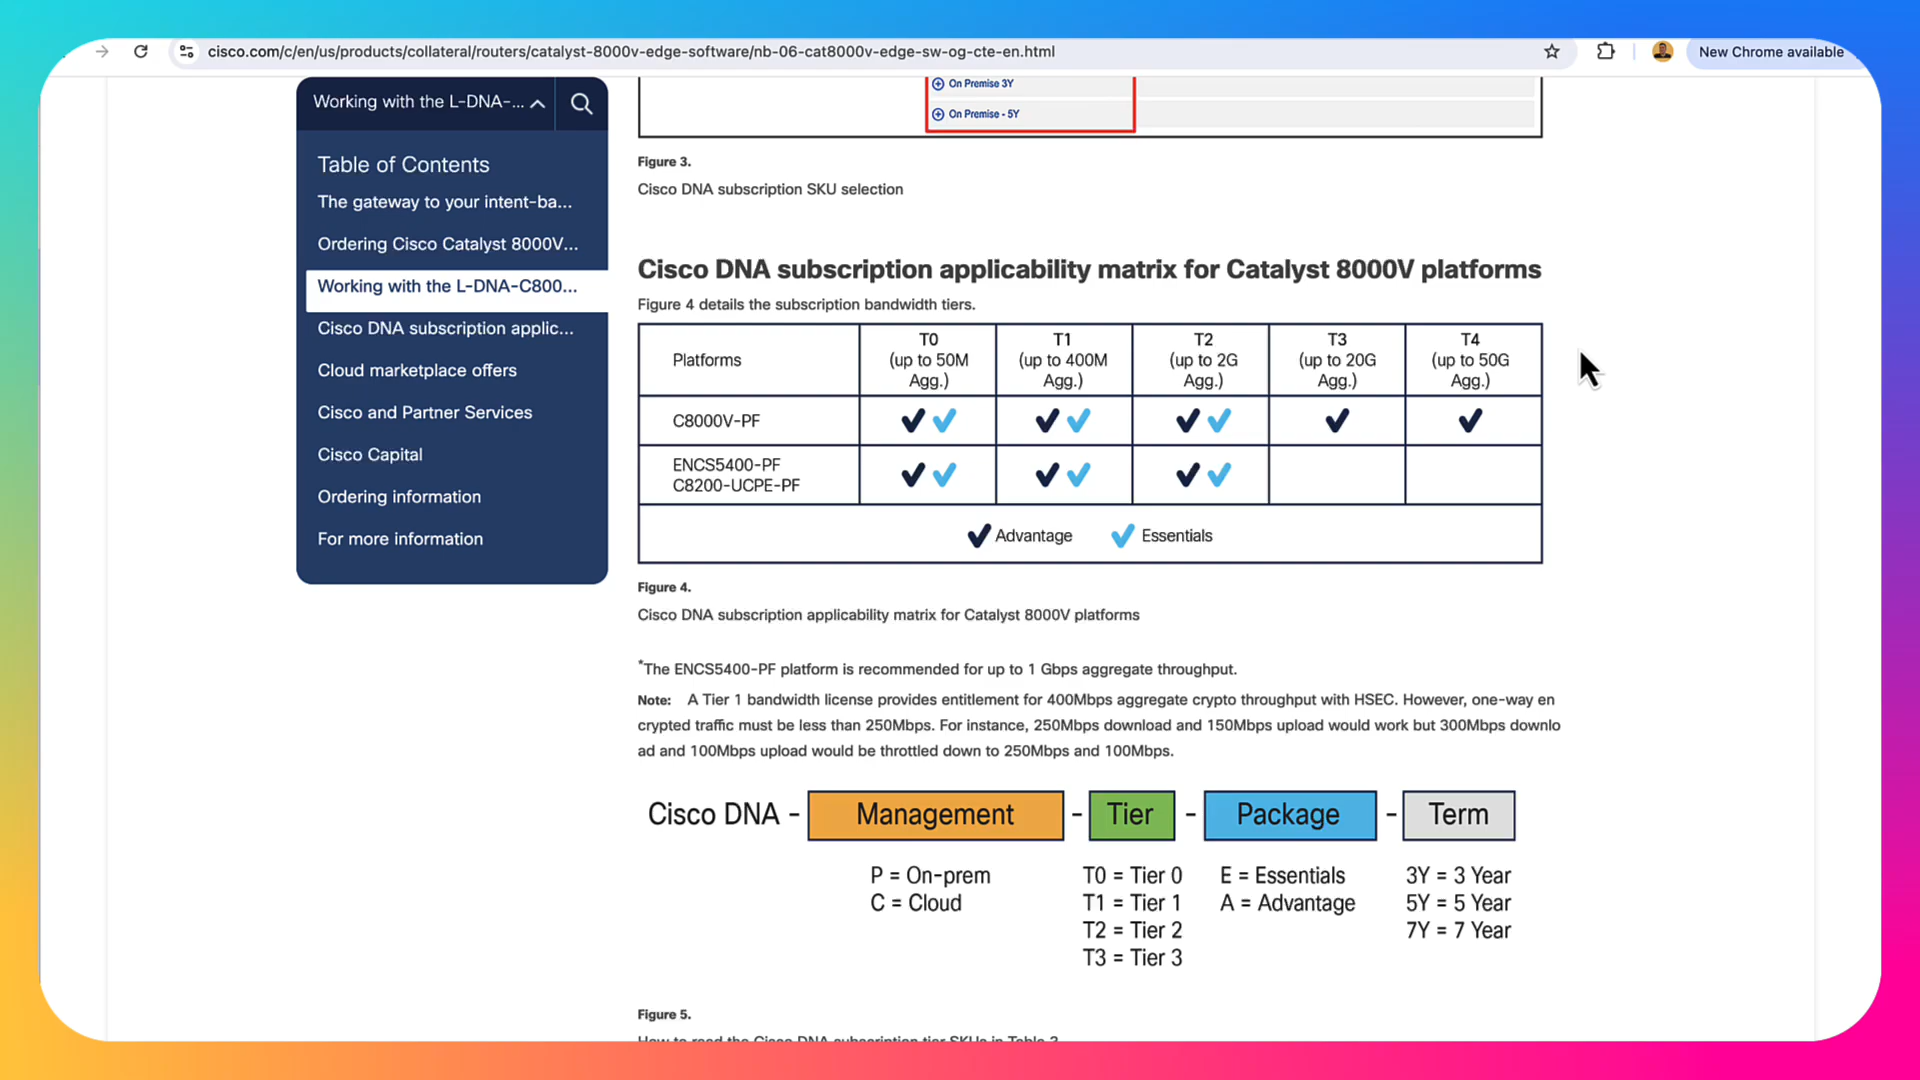 cisco.com/c/en/us/products/collateral/routers/catalyst-8000v-edge-software/nb-06-cat8000v-edge-sw-og-cte-en.html
New Chrome available
Working with the L-DNA-...
Table of Contents
The gateway to your intent-ba...
Ordering Cisco Catalyst 8000V...
Working with the L-DNA-C800...
Cisco DNA subscription applic...
Cloud marketplace offers
Cisco and Partner Services
Cisco Capital
Ordering information
For more information
On Premise 3Y
On Premise - 5Y
Figure 3.
Cisco DNA subscription SKU selection
Cisco DNA subscription applicability matrix for Catalyst 8000V platforms
Figure 4 details the subscription bandwidth tiers.
Platforms
T0
(up to 50M
Agg.)
T1
(up to 400M
Agg.)
T2
(up to 2G
Agg.)
T3
(up to 20G
Agg.)
T4
(up to 50G
Agg.)
C8000V-PF
ENCS5400-PF
C8200-UCPE-PF
Advantage Essentials
Figure 4.
Cisco DNA subscription applicability matrix for Catalyst 8000V platforms
*The ENCS5400-PF platform is recommended for up to 1 Gbps aggregate throughput.
Note: A Tier 1 bandwidth license provides entitlement for 400Mbps aggregate crypto throughput with HSEC. However, one-way en
crypted traffic must be less than 250Mbps. For instance, 250Mbps download and 150Mbps upload would work but 300Mbps downlo
ad and 100Mbps upload would be throttled down to 250Mbps and 100Mbps.
Cisco DNA - Management - Tier - Package - Term
P = On-prem
C = Cloud
T0 = Tier 0
T1 = Tier 1
T2 = Tier 2
T3 = Tier 3
E = Essentials
A = Advantage
3Y = 3 Year
5Y = 5 Year
7Y = 7 Year
Figure 5.
How to read the Cisco DNA subscription tier SKUs in Table 3